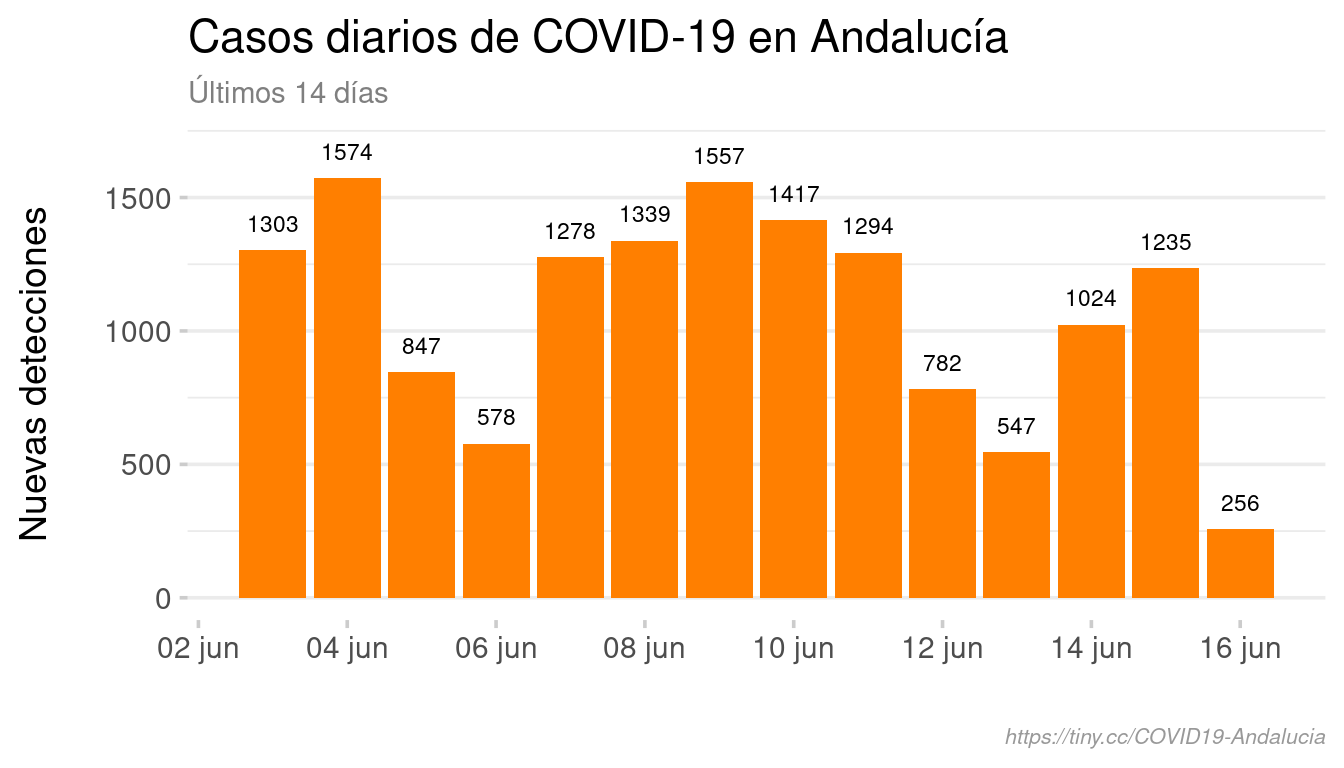 Casos diarios de COVID-19 en Andalucía
Últimos 14 días
Nuevas detecciones
1500
1000
500
0
1303
1574
847
578
1278
1339
1557
1417
1294
782
547
1024
1235
256
02 jun
04 jun
06 jun
08 jun
10 jun
12 jun
14 jun
16 jun
https://tiny.cc/COVID19-Andalucia